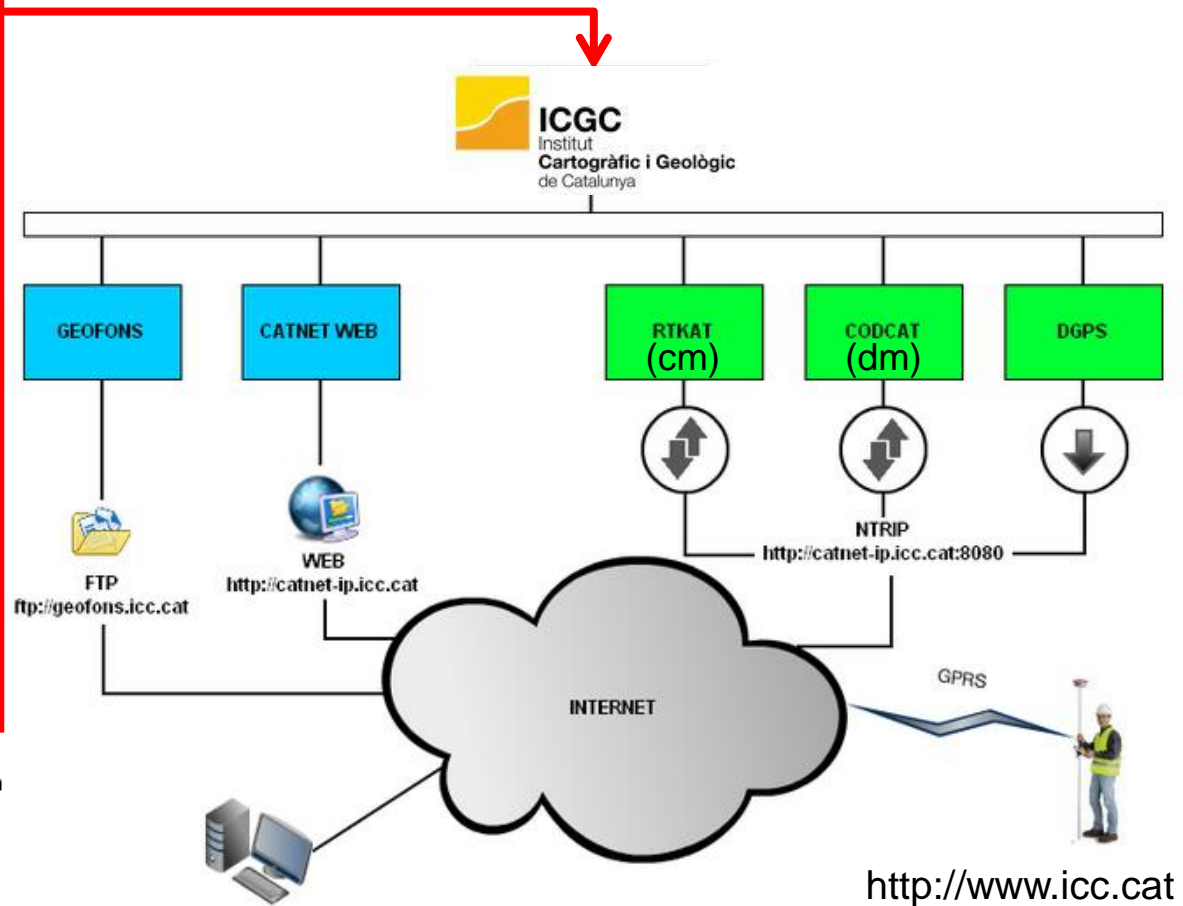 ICGC
Institut
Cartogràfic i Geològic
de Catalunya
GEOFONS
CATNET WEB
RTKAT
(cm)
CODCAT
(dm)
DGPS
NTRIP
http://catnet-ip.icc.cat:8080
WEB
http://catnet-ip.icc.cat
FTP
ftp://geofons.icc.cat
GPRS
INTERNET
http://www.icc.cat